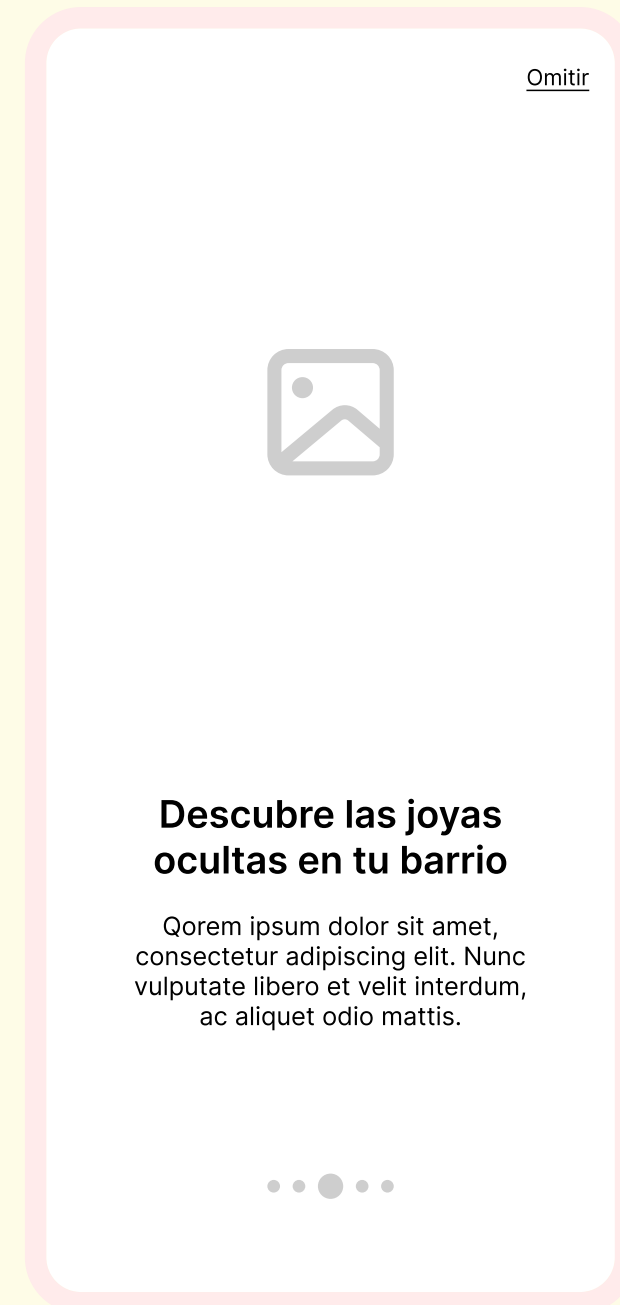 Omitir
Descubre las joyas
ocultas en tu barrio
Qorem ipsum dolor sit amet,
consectetur adipiscing elit. Nunc
vulputate libero et velit interdum,
ac aliquet odio mattis.